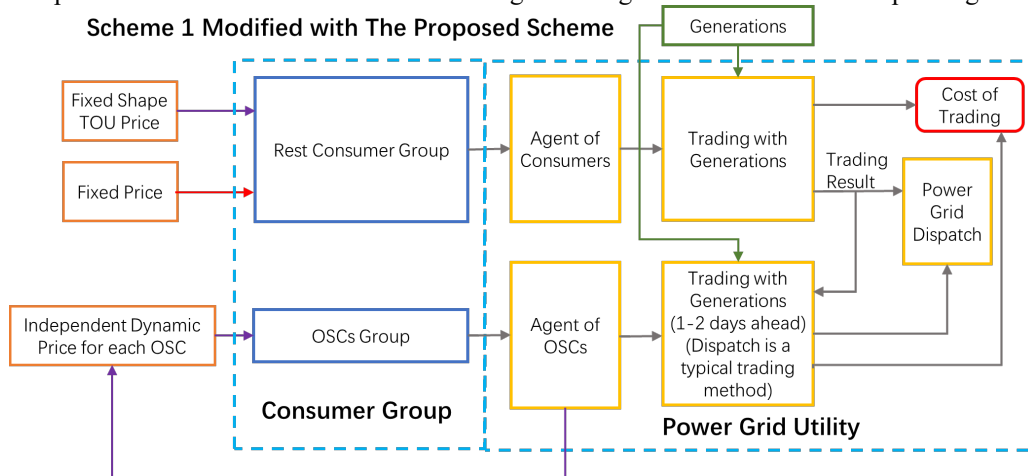 Scheme 1 Modified with The Proposed Scheme
Generations
Fixed Shape
TOU Price
Fixed Price
Rest Consumer Group
Agent of
Consumers
Trading with
Generations
Cost of
Trading
Trading
Result
Power
Grid
Dispatch
Independent Dynamic
Price for each OSC
OSCs Group
Agent of
OSCs
Trading with
Generations
(1-2 days ahead)
(Dispatch is a
typical trading
method)
Consumer Group
Power Grid Utility